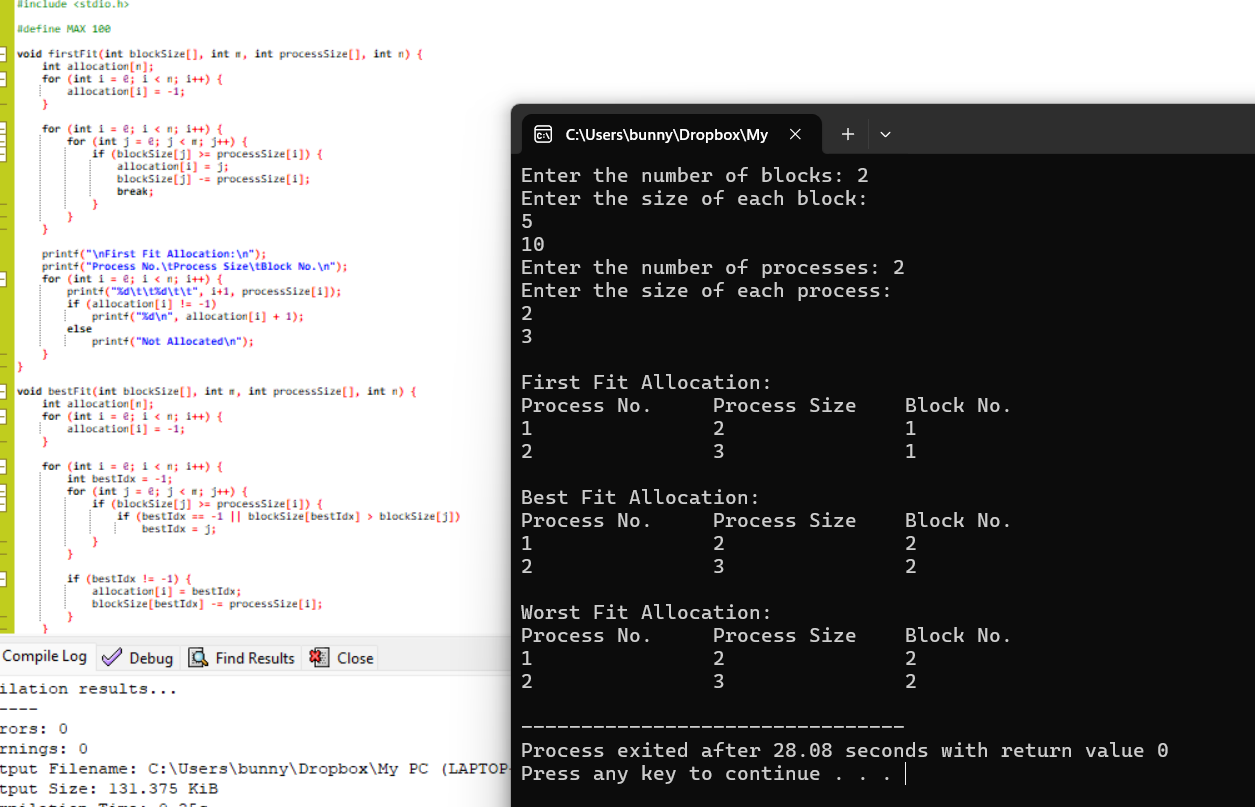 #include <stdio.h>
#define MAX 100
void firstFit(int blockSize[], int m, int processSize[], int n) {
int allocation[n];
for (int i = 0; i < n; i++) {
allocation[i] = -1;
}
for (int i = 0; i < n; i++) {
for (int j = 0; j < m; j++) {
if (blockSize[j] >= processSize[i]) {
allocation[i] = j;
blockSize[j] -= processSize[i];
break;
}
}
}
printf("\nFirst Fit Allocation:\n");
printf("Process No.\tProcess Size\tBlock No.\n");
for (int i = 0; i < n; i++) {
printf("%d\t\t%d\t\t", i+1, processSize[i]);
if (allocation[i] != -1)
printf("%d\n", allocation[i] + 1);
else
printf("Not Allocated\n");
}
}
void bestFit(int blockSize[], int m, int processSize[], int n) {
int allocation[n];
for (int i = 0; i < n; i++) {
allocation[i] = -1;
}
for (int i = 0; i < n; i++) {
int bestIdx = -1;
for (int j = 0; j < m; j++) {
if (blockSize[j] >= processSize[i]) {
if (bestIdx == -1 || blockSize[bestIdx] > blockSize[j])
bestIdx = j;
}
}
if (bestIdx != -1) {
allocation[i] = bestIdx;
blockSize[bestIdx] -= processSize[i];
}
}
Compile Log Debug Find Results Close
ilation results...
----
rors: 0
rnings: 0
tput Filename: C:\Users\bunny\Dropbox\My PC (LAPTOP-
tput Size: 131.375 KiB
C:\Users\bunny\Dropbox\My
Enter the number of blocks: 2
Enter the size of each block:
5
10
Enter the number of processes: 2
Enter the size of each process:
2
3
First Fit Allocation:
Process No. Process Size Block No.
1 2 1
2 3 1
Best Fit Allocation:
Process No. Process Size Block No.
1 2 2
2 3 2
Worst Fit Allocation:
Process No. Process Size Block No.
1 2 2
2 3 2
--------------------------------
Process exited after 28.08 seconds with return value 0
Press any key to continue . . .